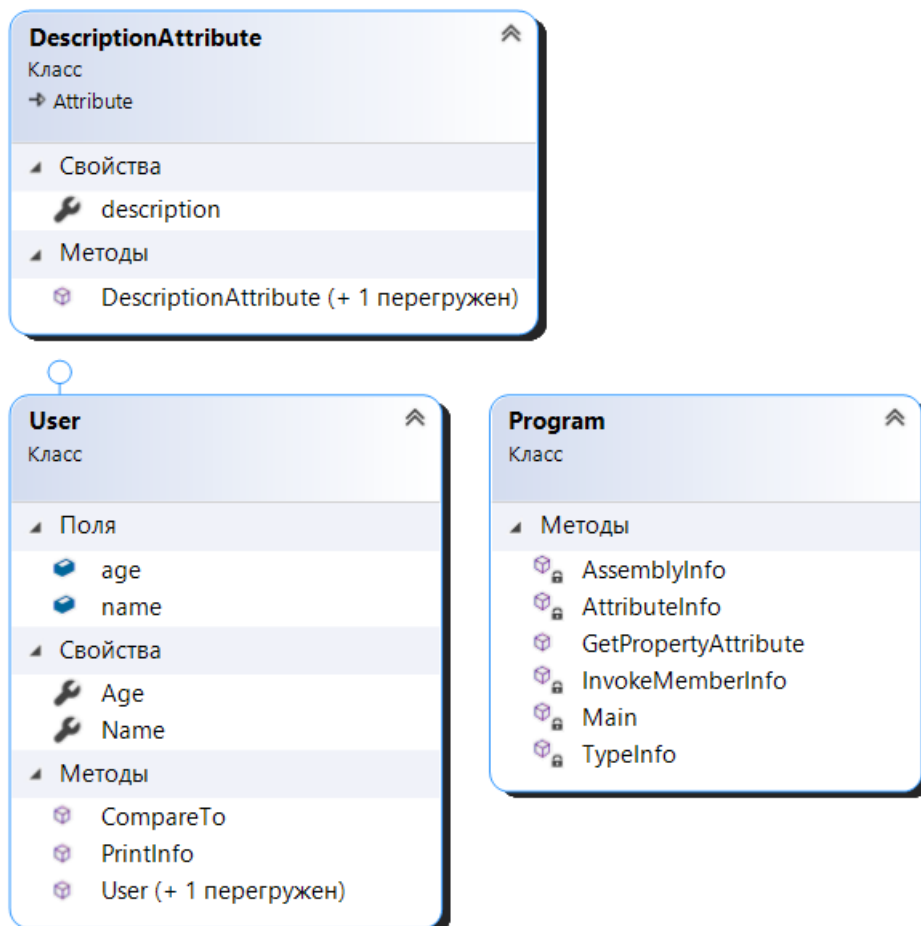 DescriptionAttribute
Класс
Attribute
Свойства
description
Методы
DescriptionAttribute (+ 1 перегружен)
User
Класс
Поля
age
name
Свойства
Age
Name
Методы
CompareTo
PrintInfo
User (+ 1 перегружен)
Program
Класс
Методы
AssemblyInfo
AttributeInfo
GetPropertyAttribute
InvokeMemberInfo
Main
TypeInfo